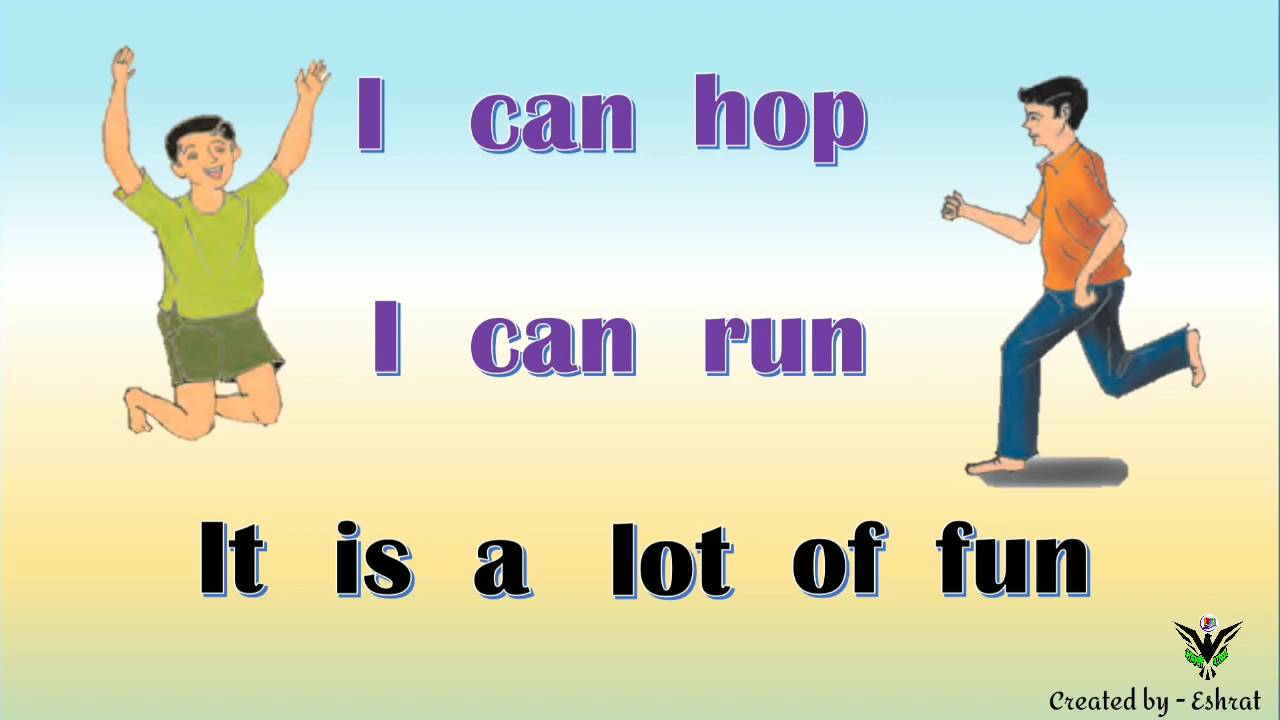 I can hop
I can run
It is a lot of fun
Created by - Eshrat